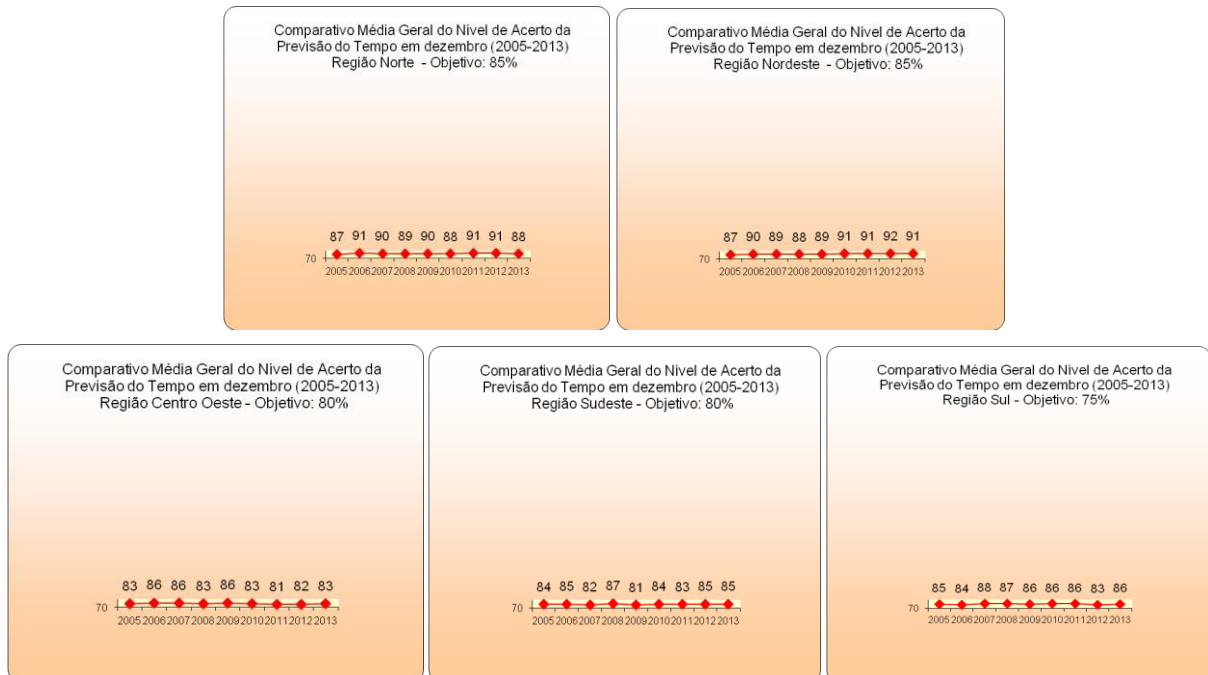 Comparativo Média Geral do Nível de Acerto da
Previsão do Tempo em dezembro (2005-2013)
Região Norte - Objetivo: 85%
87 91 90 89 90 88 91 91 88
70
2005 2006 2007 2008 2009 2010 2011 2012 2013
Comparativo Média Geral do Nível de Acerto da
Previsão do Tempo em dezembro (2005-2013)
Região Nordeste - Objetivo: 85%
87 90 89 88 89 91 91 92 91
70
2005 2006 2007 2008 2009 2010 2011 2012 2013
Comparativo Média Geral do Nível de Acerto da
Previsão do Tempo em dezembro (2005-2013)
Região Centro Oeste - Objetivo: 80%
83 86 86 83 86 83 81 82 83
70
2005 2006 2007 2008 2009 2010 2011 2012 2013
Comparativo Média Geral do Nível de Acerto da
Previsão do Tempo em dezembro (2005-2013)
Região Sudeste - Objetivo: 80%
84 85 82 87 81 84 83 85 85
70
2005 2006 2007 2008 2009 2010 2011 2012 2013
Comparativo Média Geral do Nível de Acerto da
Previsão do Tempo em dezembro (2005-2013)
Região Sul - Objetivo: 75%
85 84 88 87 86 86 86 83 86
70
2005 2006 2007 2008 2009 2010 2011 2012 2013